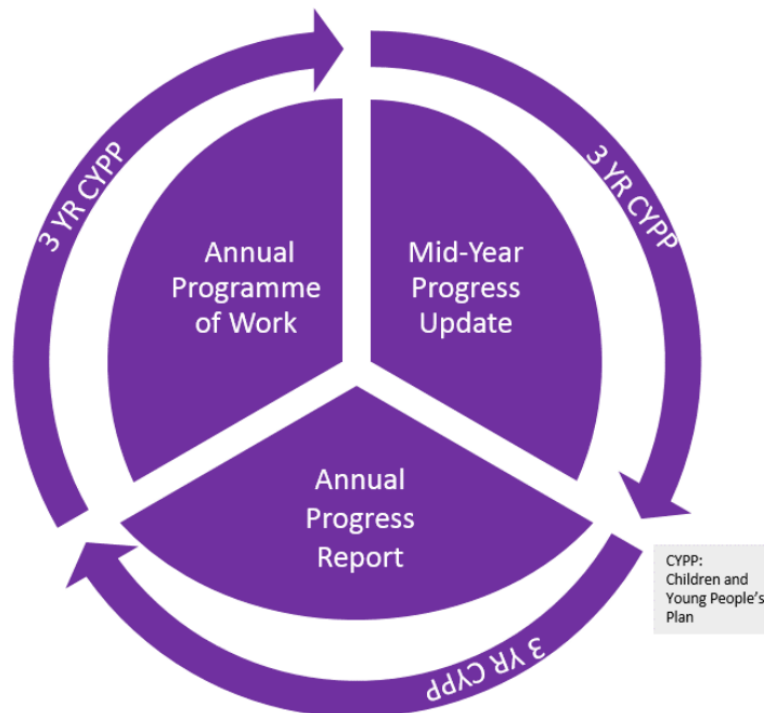 3 YR CYPP
3 YR CYPP
Annual
Programme
of Work
Mid-Year
Progress
Update
Annual
Progress
Report
CYPP:
Children and
Young People's
Plan
3 YR CYPP